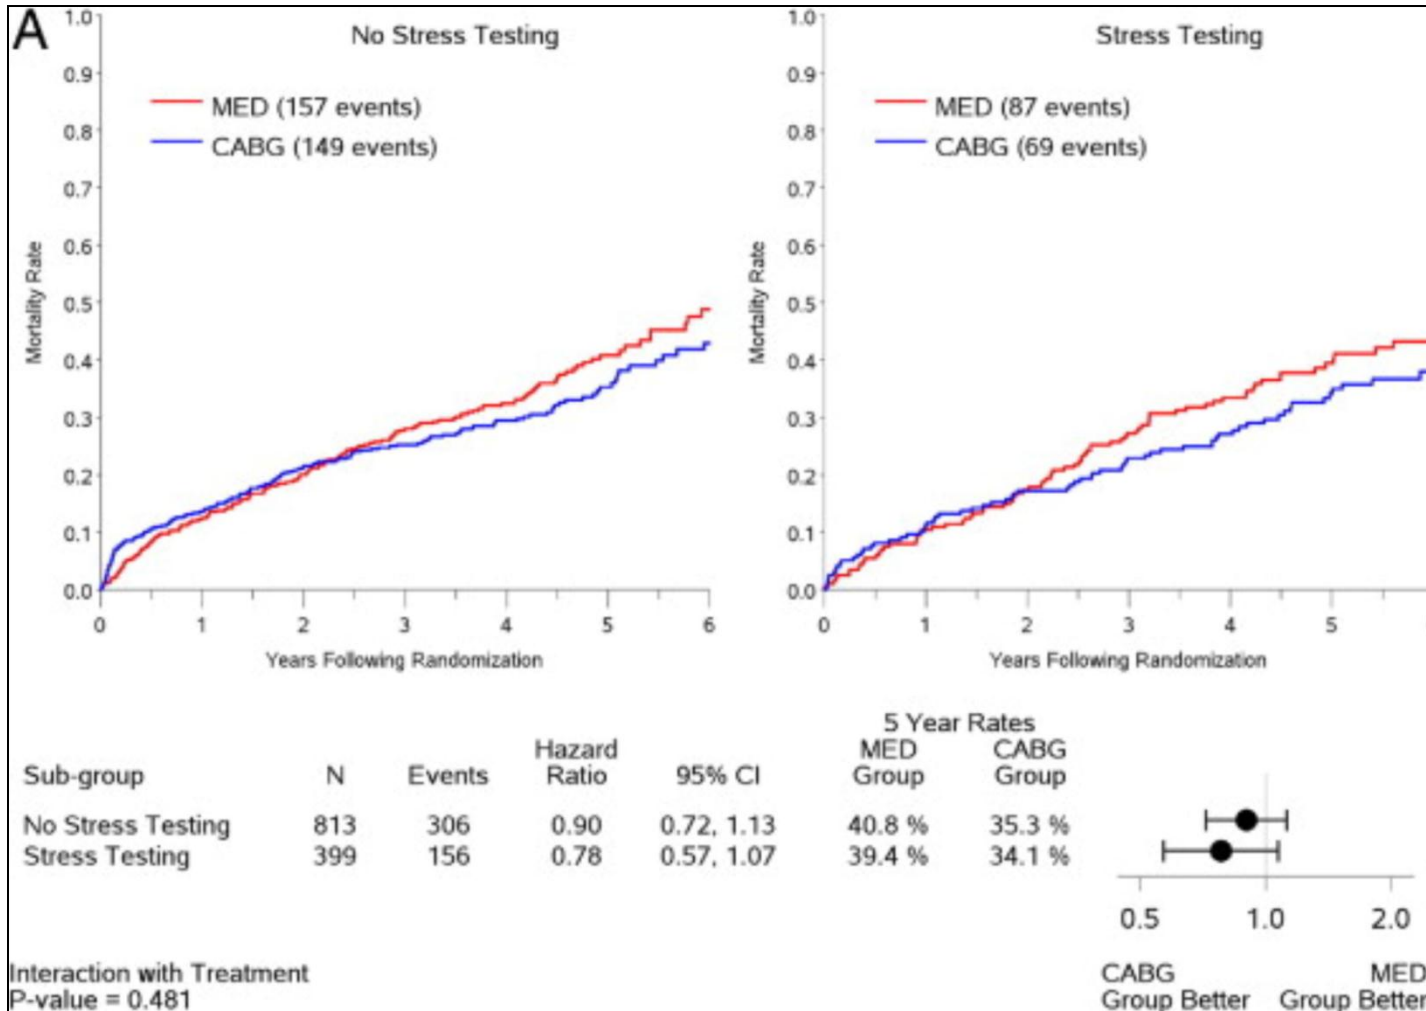 A
No Stress Testing
MED (157 events)
CABG (149 events)
1.0
0.9
0.8
0.7
0.6
0.5
0.4
0.3
0.2
0.1
0.0
Mortality Rate
0 1 2 3 4 5 6
Years Following Randomization
Stress Testing
MED (87 events)
CABG (69 events)
1.0
0.9
0.8
0.7
0.6
0.5
0.4
0.3
0.2
0.1
0.0
Mortality Rate
0 1 2 3 4 5
Years Following Randomization
5 Year Rates
Hazard MED CABG
Sub-group N Events Ratio 95% CI Group Group
No Stress Testing 813 306 0.90 0.72, 1.13 40.8 % 35.3 %
Stress Testing 399 156 0.78 0.57, 1.07 39.4 % 34.1 %
0.5 1.0 2.0
CABG MED
Group Better Group Better
Interaction with Treatment
P-value = 0.481